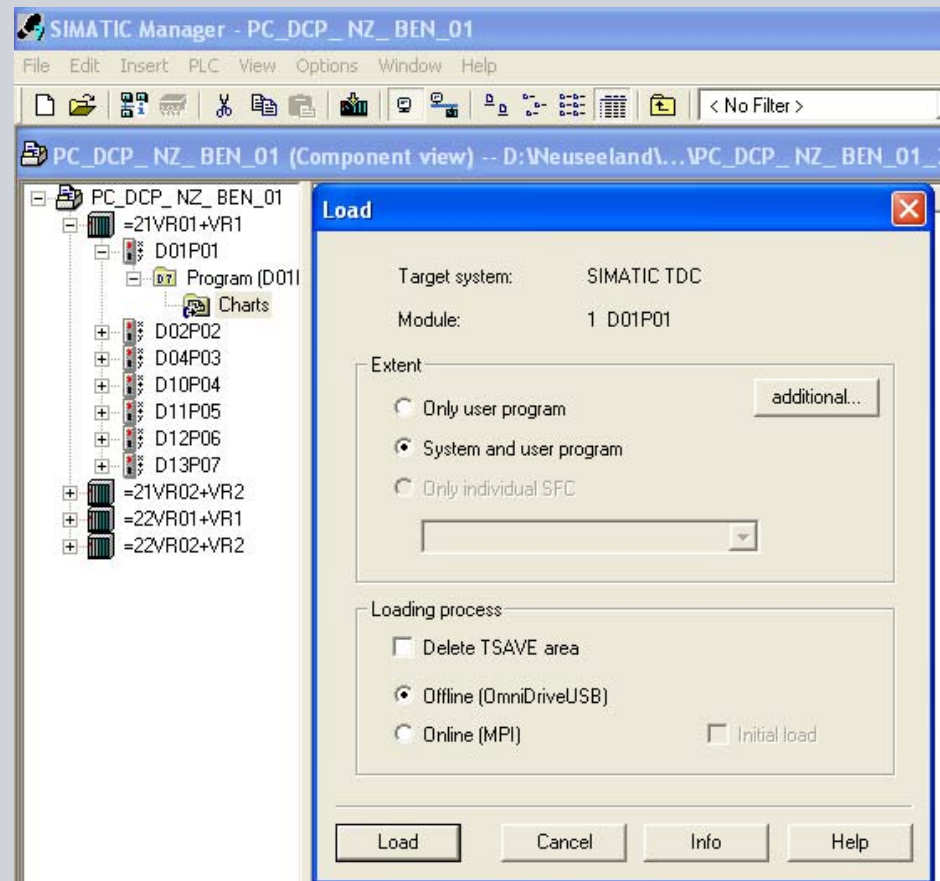 SIMATIC Manager - PC_DCP_ NZ_ BEN_01
File Edit Insert PLC View Options Window Help
< No Filter >
PC_DCP_ NZ_ BEN_01 (Component view) -- D:\Neuseeland\...\PC_DCP_ NZ_ BEN_01_
PC_DCP_ NZ_ BEN_01
=21VR01+VR1
D01P01
Program (D01
Charts
D02P02
D04P03
D10P04
D11P05
D12P06
D13P07
=21VR02+VR2
=22VR01+VR1
=22VR02+VR2
Load
Target system: SIMATIC TDC
Module: 1 D01P01
Extent
additional...
Only user program
System and user program
Only individual SFC
Loading process
Delete TSAVE area
Offline (OmniDriveUSB)
Online (MPI)
Initial load
Load Cancel Info Help